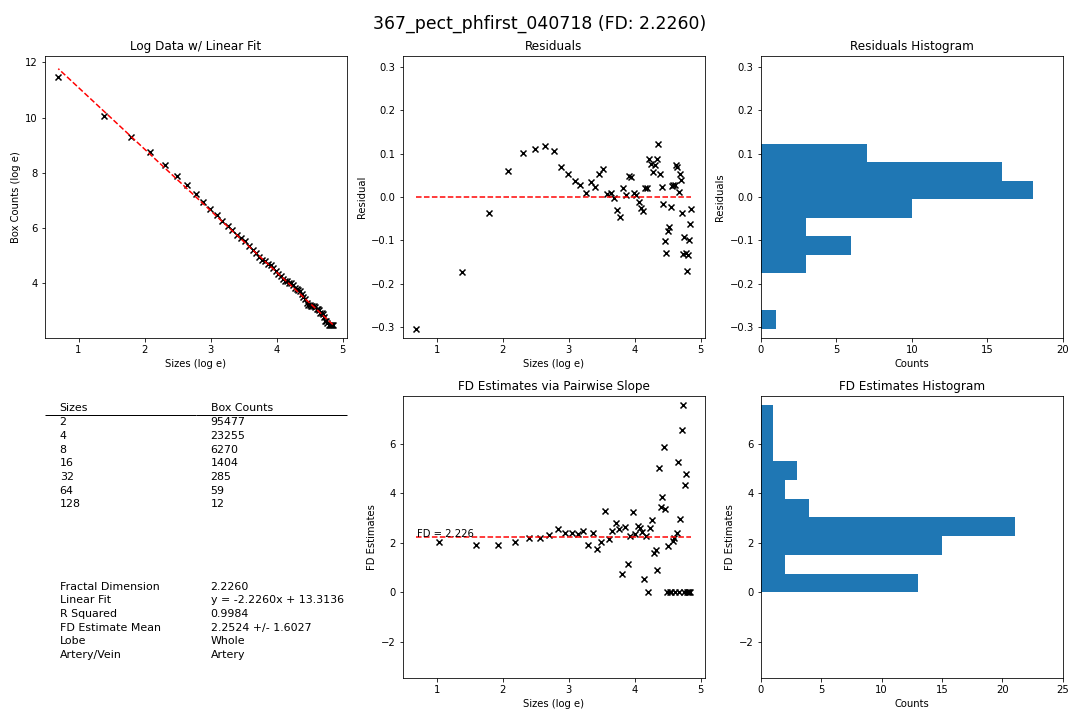 367_pect_phfirst_040718 (FD: 2.2260)
Log Data w/ Linear Fit
12
10
8
6
4
Box Counts (log e)
1 2 3 4 5
Sizes (log e)
Residuals
0.3
0.2
0.1
0.0
−0.1
−0.2
−0.3
Residual
1 2 3 4 5
Sizes (log e)
Residuals Histogram
0.3
0.2
0.1
0.0
−0.1
−0.2
−0.3
Residuals
0 5 10 15 20
Counts
Sizes Box Counts
2 95477
4 23255
8 6270
16 1404
32 285
64 59
128 12
Fractal Dimension 2.2260
Linear Fit y = -2.2260x + 13.3136
R Squared 0.9984
FD Estimate Mean 2.2524 +/- 1.6027
Lobe Whole
Artery/Vein Artery
FD Estimates via Pairwise Slope
6
4
2
0
−2
FD Estimates
FD = 2.226
1 2 3 4 5
Sizes (log e)
FD Estimates Histogram
6
4
2
0
−2
FD Estimates
0 5 10 15 20 25
Counts